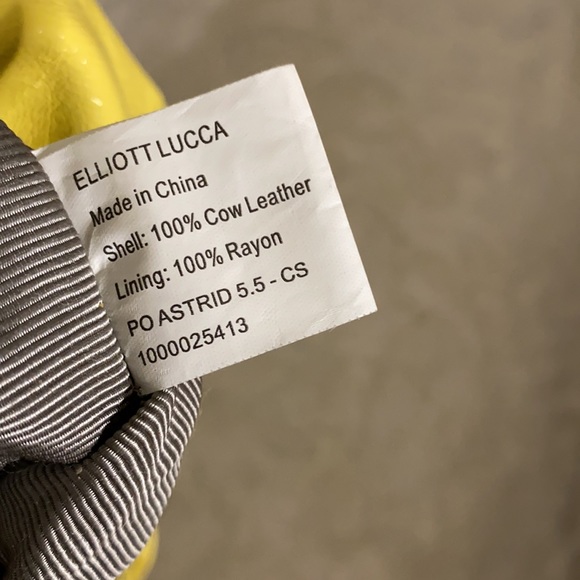 ELLIOTT LUCCA
Made in China
Shell: 100% Cow Leather
Lining: 100% Rayon
PO ASTRID 5.5 - CS
1000025413